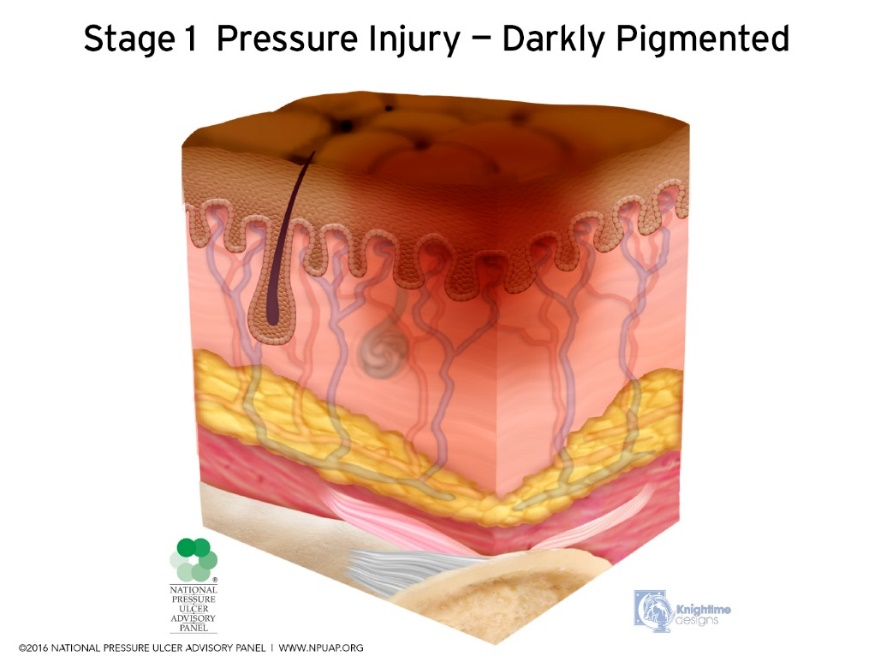 Stage 1 Pressure Injury – Darkly Pigmented
NATIONAL
PRESSURE
ULCER
ADVISORY
PANEL
®
Knightime
designs
©2016 NATIONAL PRESSURE ULCER ADVISORY PANEL | WWW.NPUAP.ORG